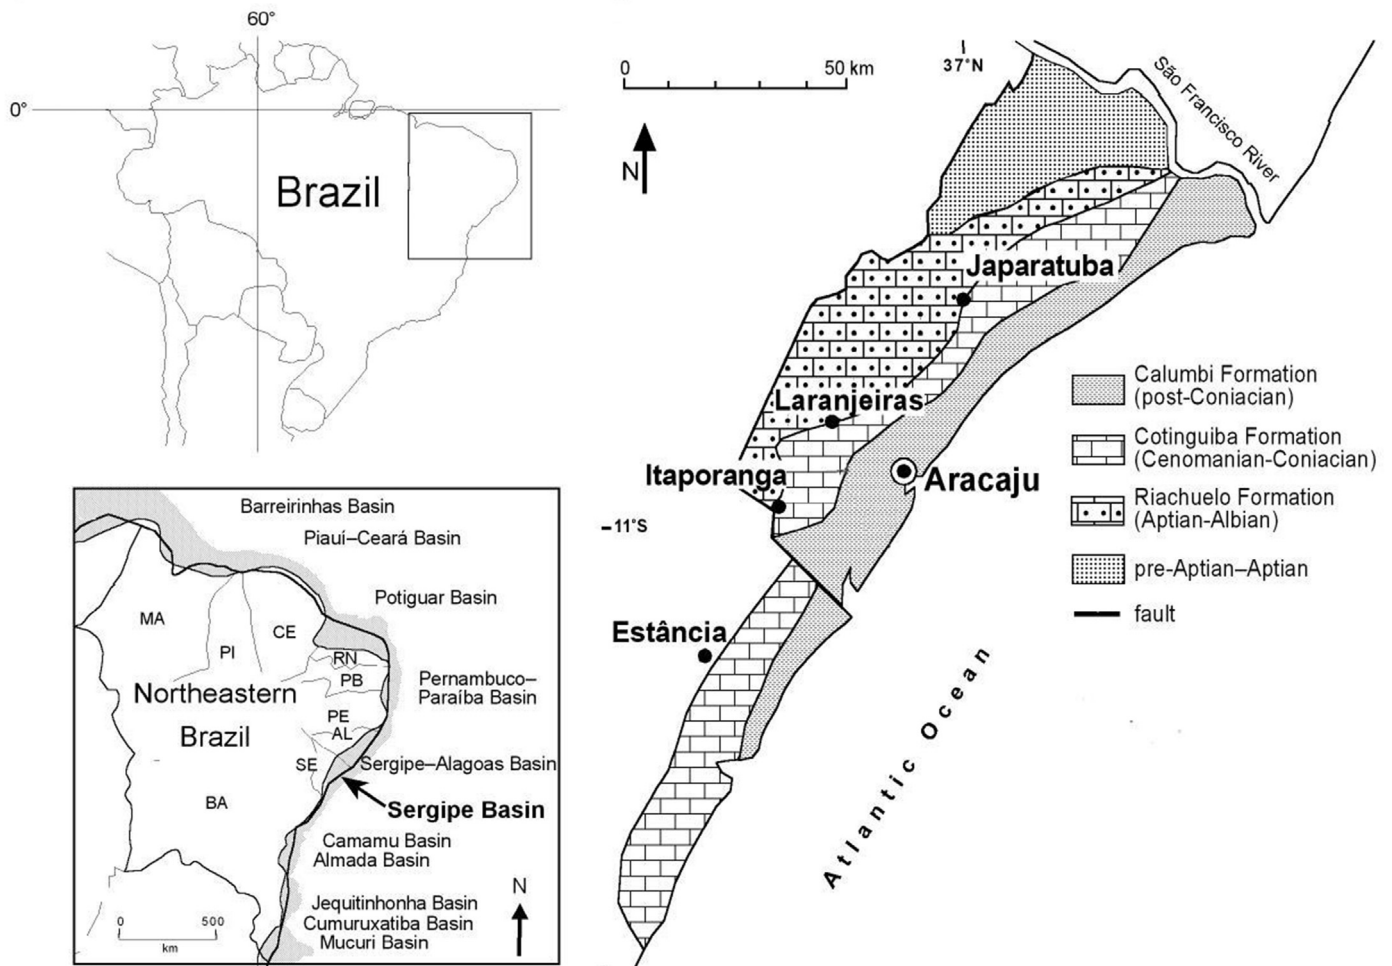 60°
0°
Brazil
Barreirinhas Basin
Piauí–Ceará Basin
Potiguar Basin
MA
CE
PI
RN
PB
Pernambuco–
Paraíba Basin
Northeastern
Brazil
PE
AL
SE
Sergipe–Alagoas Basin
BA
Sergipe Basin
Camamu Basin
Almada Basin
Jequitinhonha Basin
Cumuruxatiba Basin
Mucuri Basin
N
0 500
km
0 50 km
37°N
São Francisco River
N
Japaratuba
Laranjeiras
Itaporanga
Aracaju
11°S
Estância
Atlantic Ocean
Calumbi Formation
(post-Coniacian)
Cotinguiba Formation
(Cenomanian-Coniacian)
Riachuelo Formation
(Aptian-Albian)
pre-Aptian–Aptian
fault